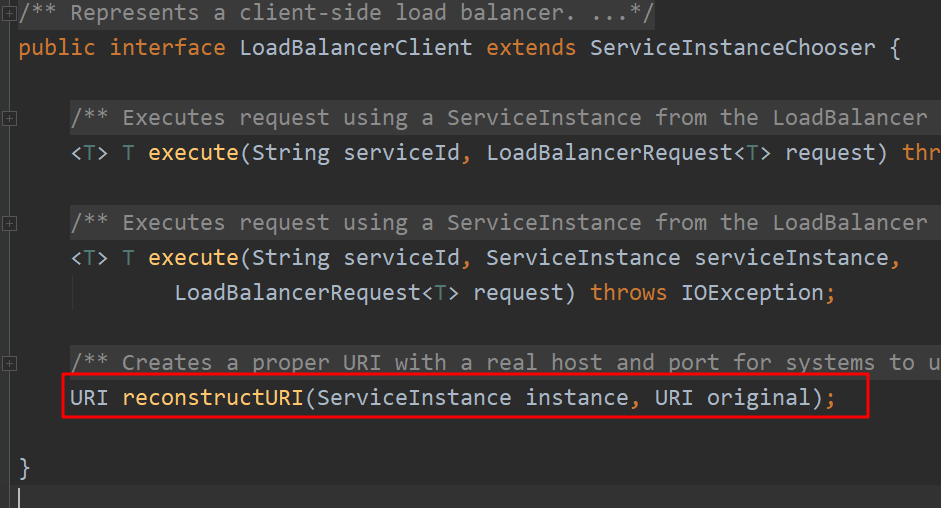 /** Represents a client-side load balancer. ...*/
public interface LoadBalancerClient extends ServiceInstanceChooser {
/** Executes request using a ServiceInstance from the LoadBalancer
<T> T execute(String serviceId, LoadBalancerRequest<T> request) thr
/** Executes request using a ServiceInstance from the LoadBalancer
<T> T execute(String serviceId, ServiceInstance serviceInstance,
LoadBalancerRequest<T> request) throws IOException;
/** Creates a proper URI with a real host and port for systems to u
URI reconstructURI(ServiceInstance instance, URI original);
}